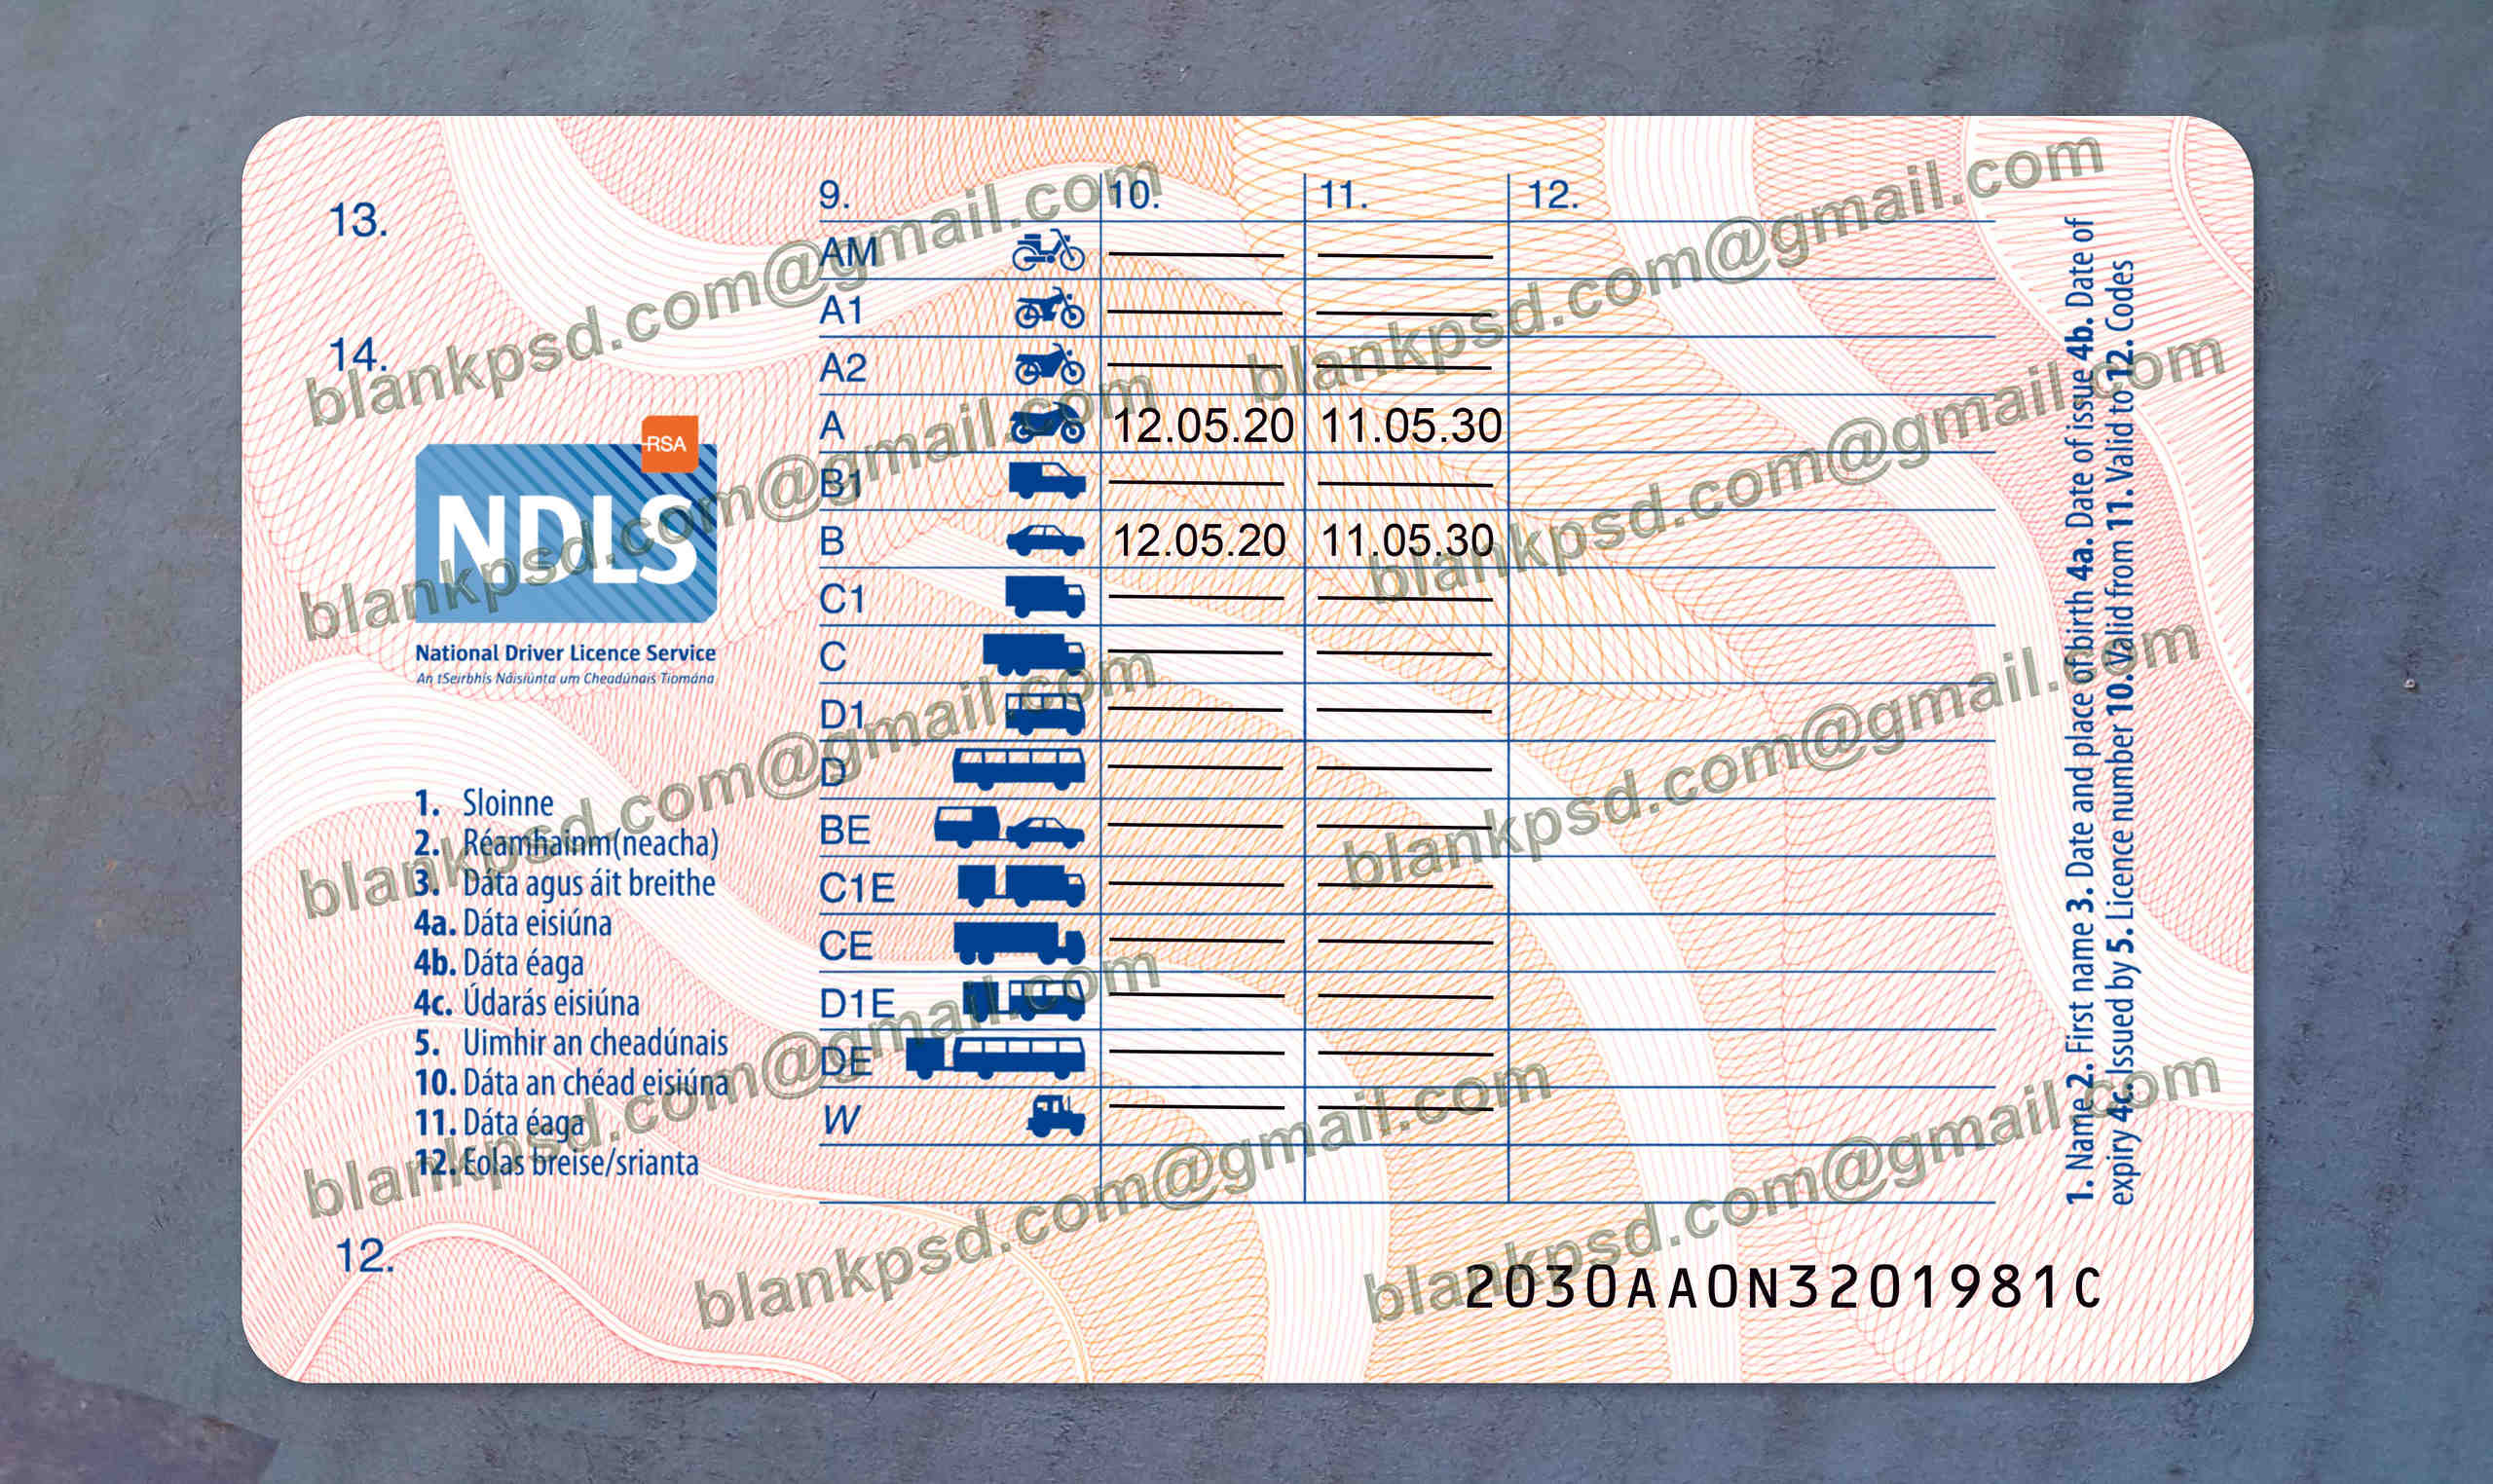 13.
14.
RSA
NDLS
National Driver Licence Service
An tSeirbhís Náisiúnta um Cheadúnais Tiomána
1. Sloinne
2. Réamhainm(neacha)
3. Dáta agus áit breithe
4a. Dáta eisiúna
4b. Dáta éaga
4c. Údarás eisiúna
5. Uimhir an cheadúnais
10. Dáta an chéad eisiúna
11. Dáta éaga
12. Eolas breise/srianta
12.
9. 10. 11. 12.
AM
A1
A2
A 12.05.20 11.05.30
B1
B 12.05.20 11.05.30
C1
C
D1
D
BE
C1E
CE
D1E
DE
W
1. Name 2. First name 3. Date and place of birth 4a. Date of issue 4b. Date of
expiry 4c. Issued by 5. Licence number 10. Valid from 11. Valid to 12. Codes
2030AA0N3201981C
blankpsd.com@gmail.com
blankpsd.com@gmail.com
blankpsd.com@gmail.com
blankpsd.com@gmail.com
blankpsd.com@gmail.com
blankpsd.com@gmail.com
blankpsd.com@gmail.com
blankpsd.com@gmail.com
blankpsd.com@gmail.com